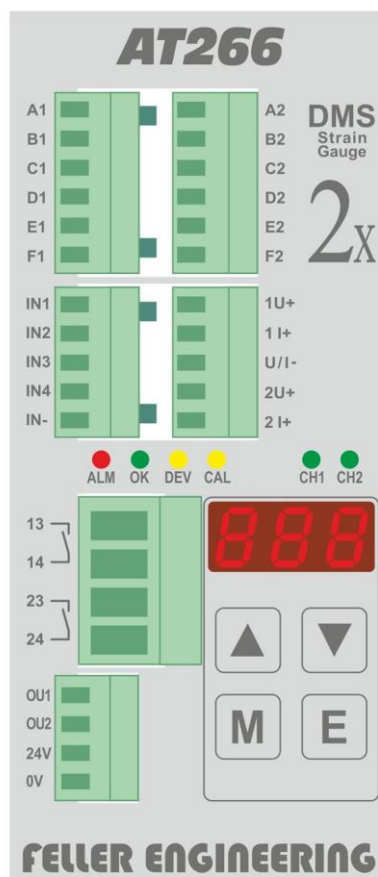 AT266
A1
B1
C1
D1
E1
F1
A2
B2
C2
D2
E2
F2
DMS
Strain
Gauge
2x
IN1
IN2
IN3
IN4
IN-
1U+
1 I+
U/I-
2U+
2 I+
ALM OK DEV CAL CH1 CH2
13
14
23
24
888
M E
OU1
OU2
24V
0V
FELLER ENGINEERING